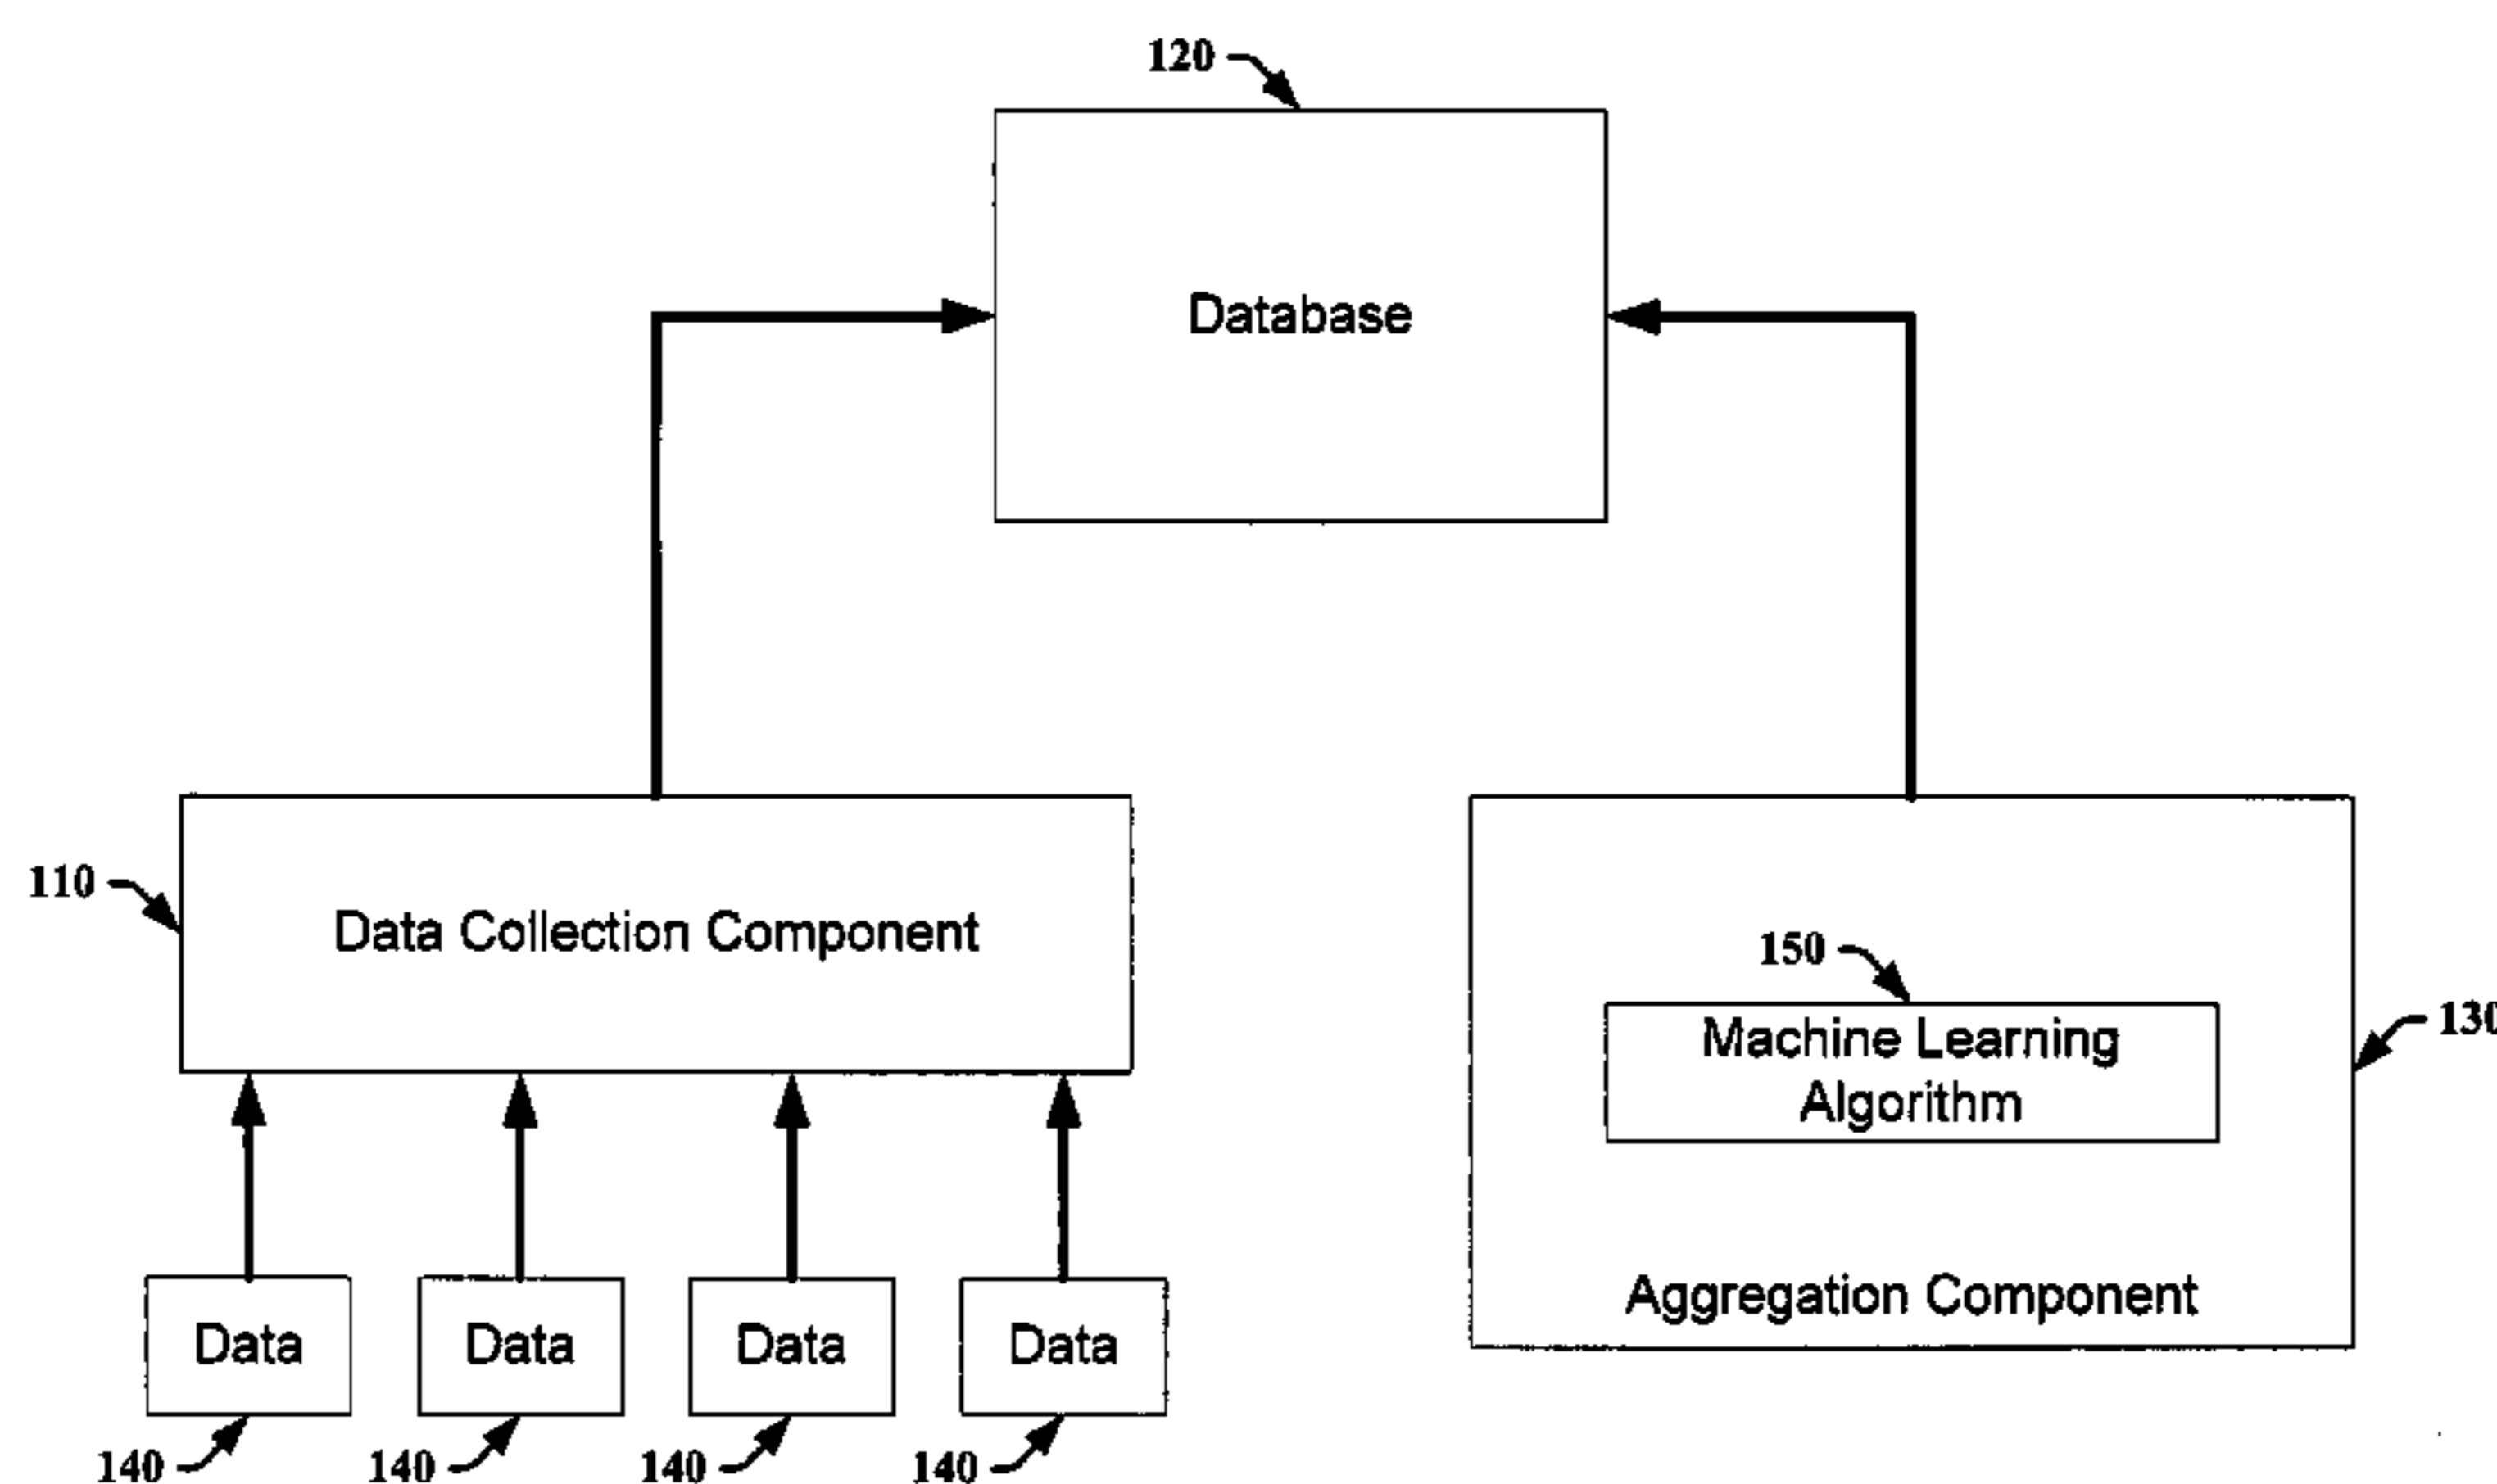 120
Database
110
Data Collection Component
150
Machine Learning
Algorithm
130
Aggregation Component
Data
Data
Data
Data
140
140
140
140